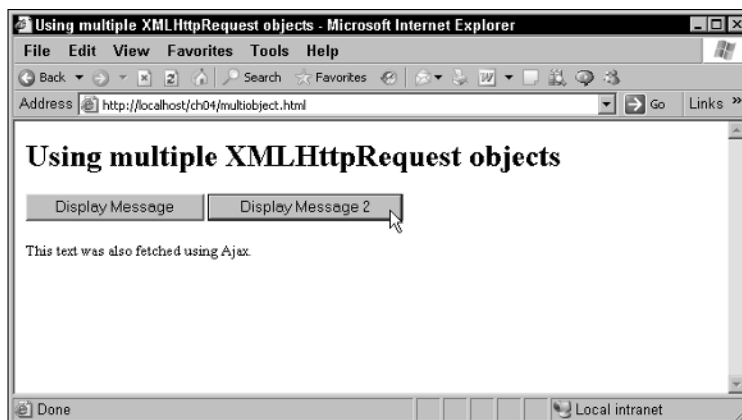 Using multiple XMLHttpRequest objects - Microsoft Internet Explorer
File Edit View Favorites Tools Help
Back Search Favorites W
Address http://localhost/ch04/multiobject.html Go Links »
Using multiple XMLHttpRequest objects
Display Message Display Message 2
This text was also fetched using Ajax.
Done Local intranet